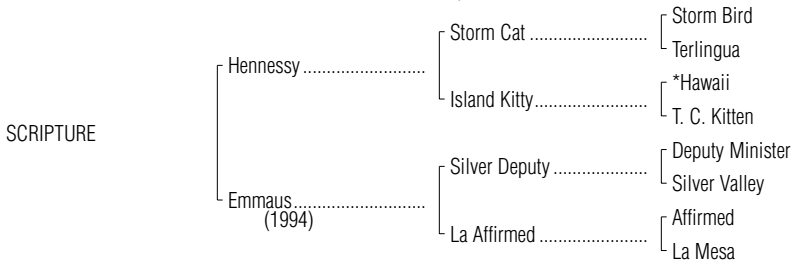 Storm Bird
Storm Cat ..........................
Terlingua
Hennessy ...........................
*Hawaii
Island Kitty.........................
T. C. Kitten
SCRIPTURE
Deputy Minister
Silver Deputy .....................
Silver Valley
Emmaus.............................
(1994)
Affirmed
La Affirmed ........................
La Mesa